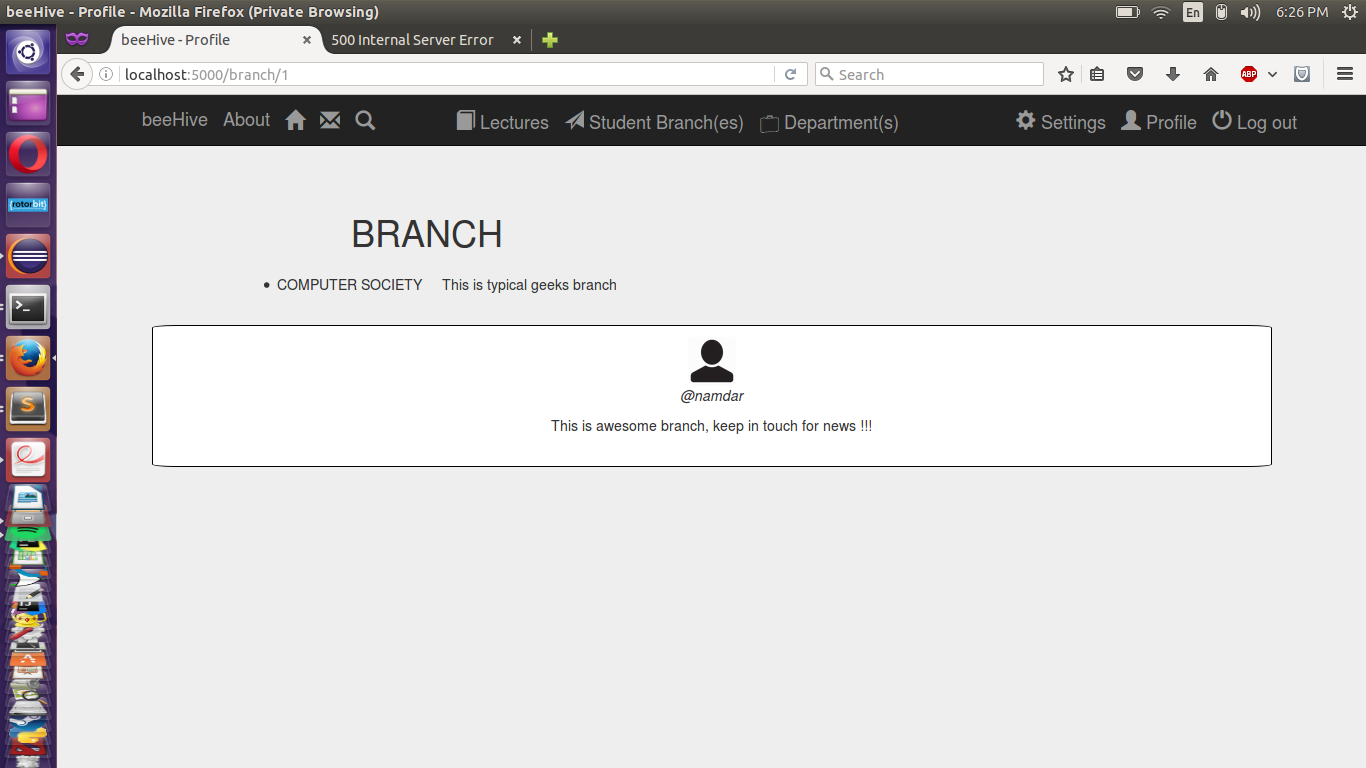 beeHive - Profile - Mozilla Firefox (Private Browsing)
En
6:26 PM
beeHive - Profile
500 Internal Server Error
localhost:5000/branch/1
Search
ABP
beeHive About
Lectures Student Branch(es) Department(s)
Settings Profile Log out
{rotorbit}
BRANCH
• COMPUTER SOCIETY This is typical geeks branch
@namdar
This is awesome branch, keep in touch for news !!!